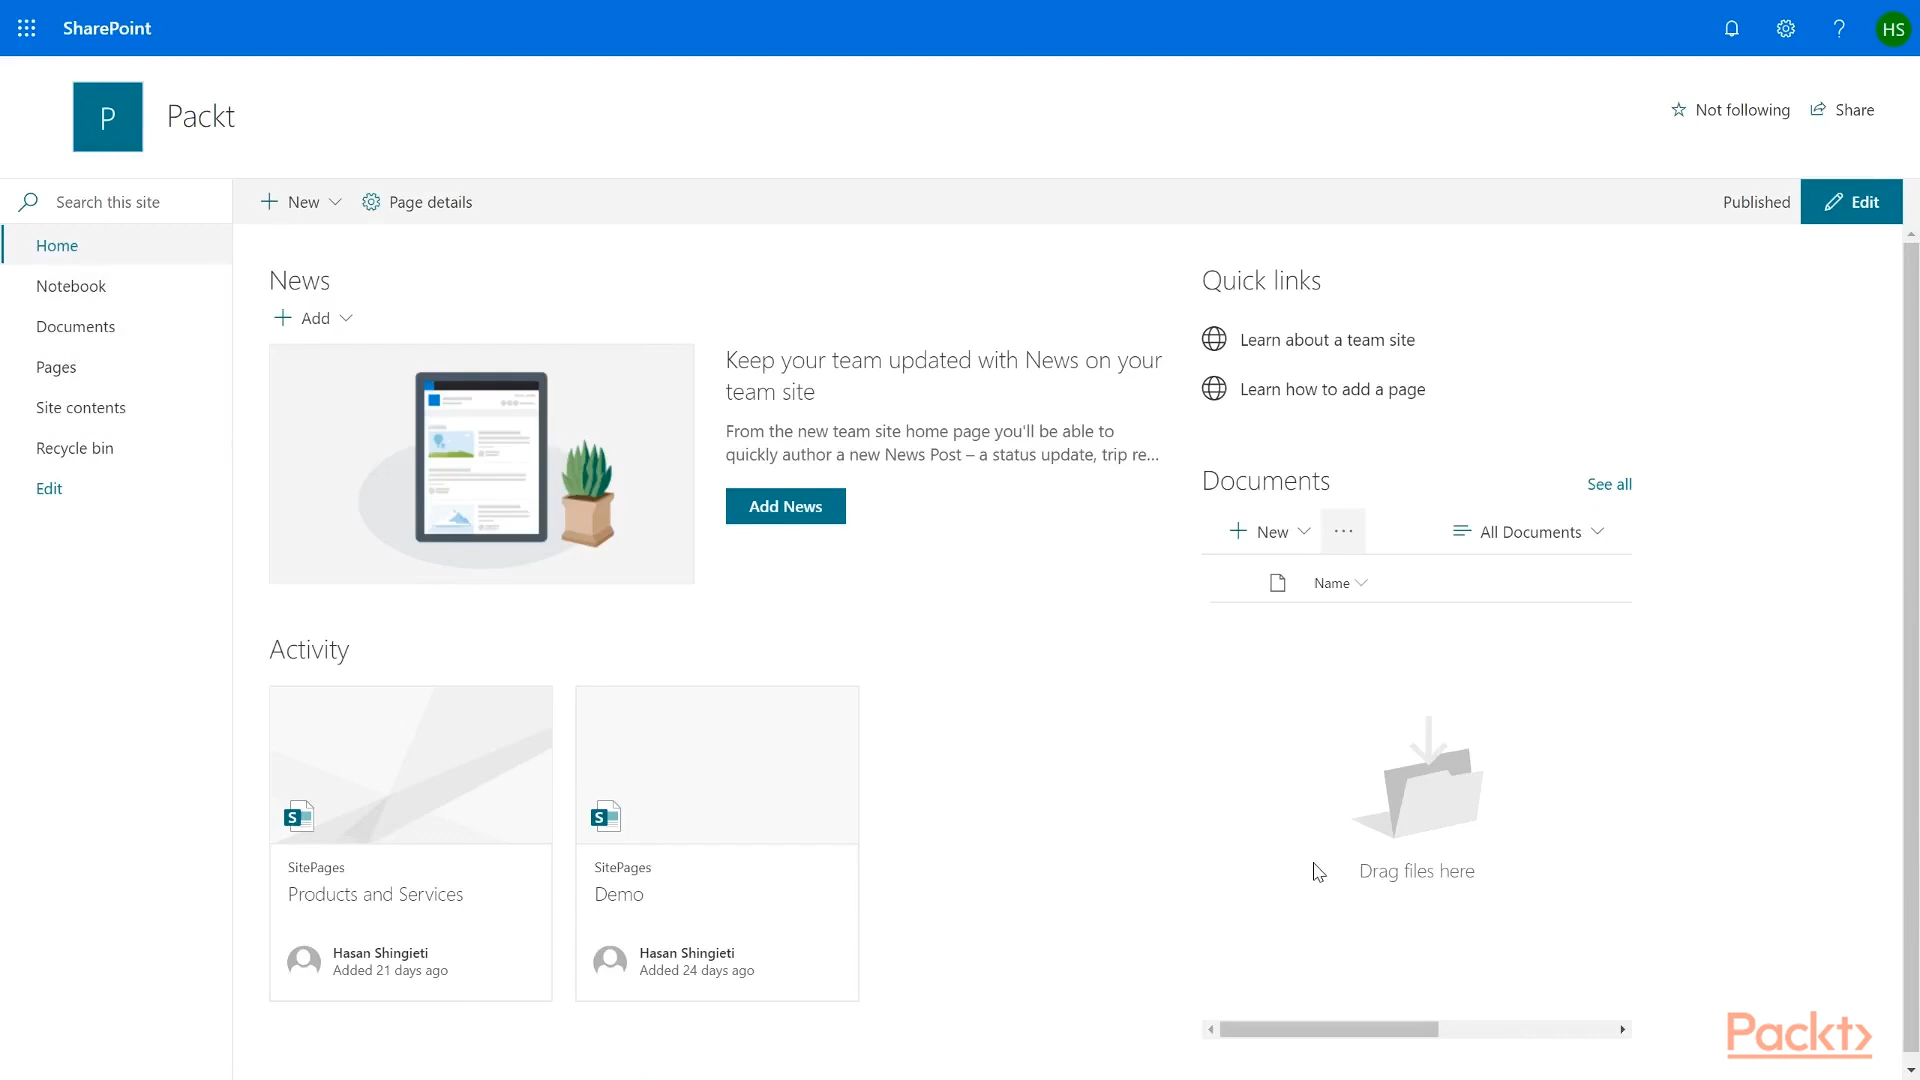 SharePoint
HS
P
Packt
Not following
Share
Search this site
New
Page details
Published
Edit
Home
Notebook
Documents
Pages
Site contents
Recycle bin
Edit
News
Add
Keep your team updated with News on your
team site
From the new team site home page you'll be able to
quickly author a new News Post – a status update, trip re...
Add News
Quick links
Learn about a team site
Learn how to add a page
Documents
See all
New
...
All Documents
Name
Drag files here
Activity
S
SitePages
Products and Services
Hasan Shingieti
Added 21 days ago
S
SitePages
Demo
Hasan Shingieti
Added 24 days ago
Packt>